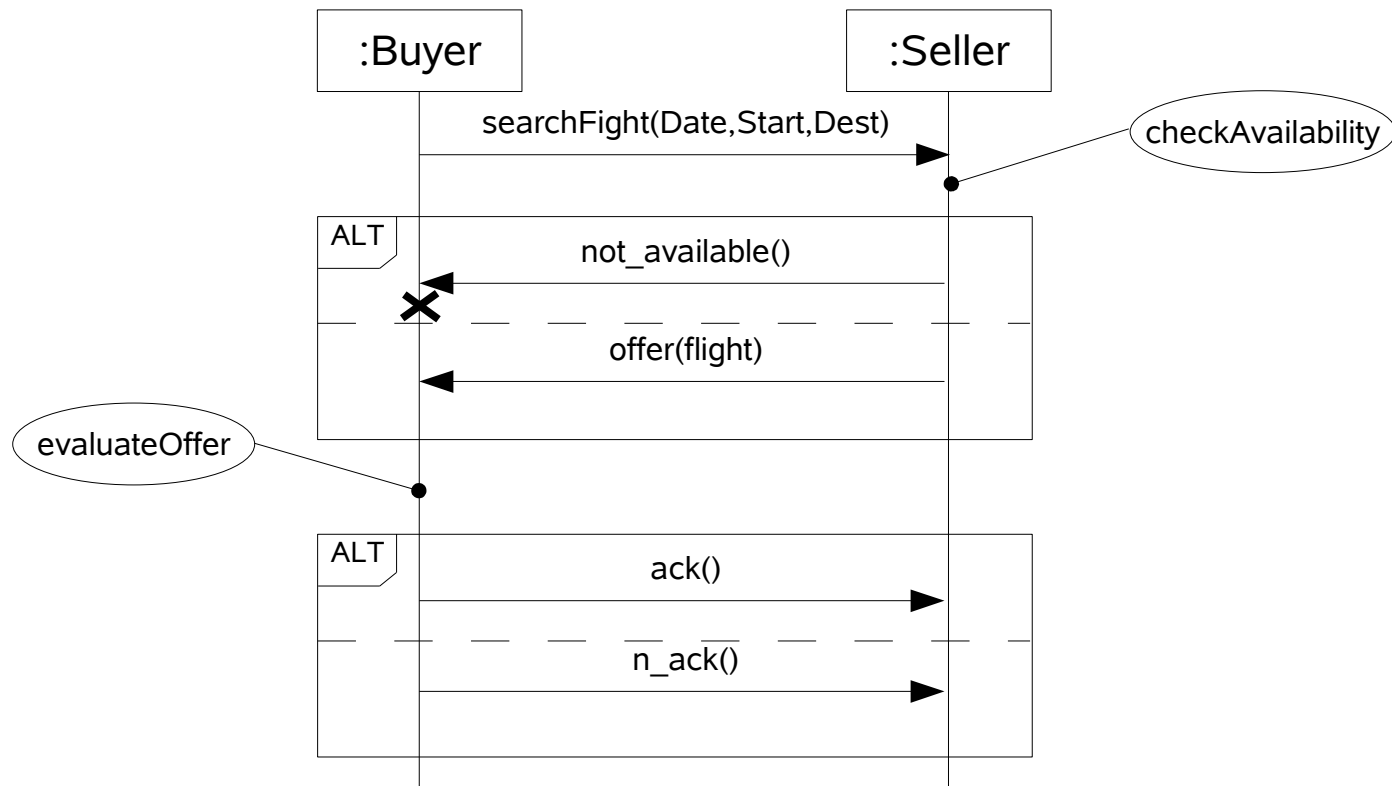 :Buyer
:Seller
searchFight(Date,Start,Dest)
checkAvailability
ALT
not_available()
offer(flight)
evaluateOffer
ALT
ack()
n_ack()